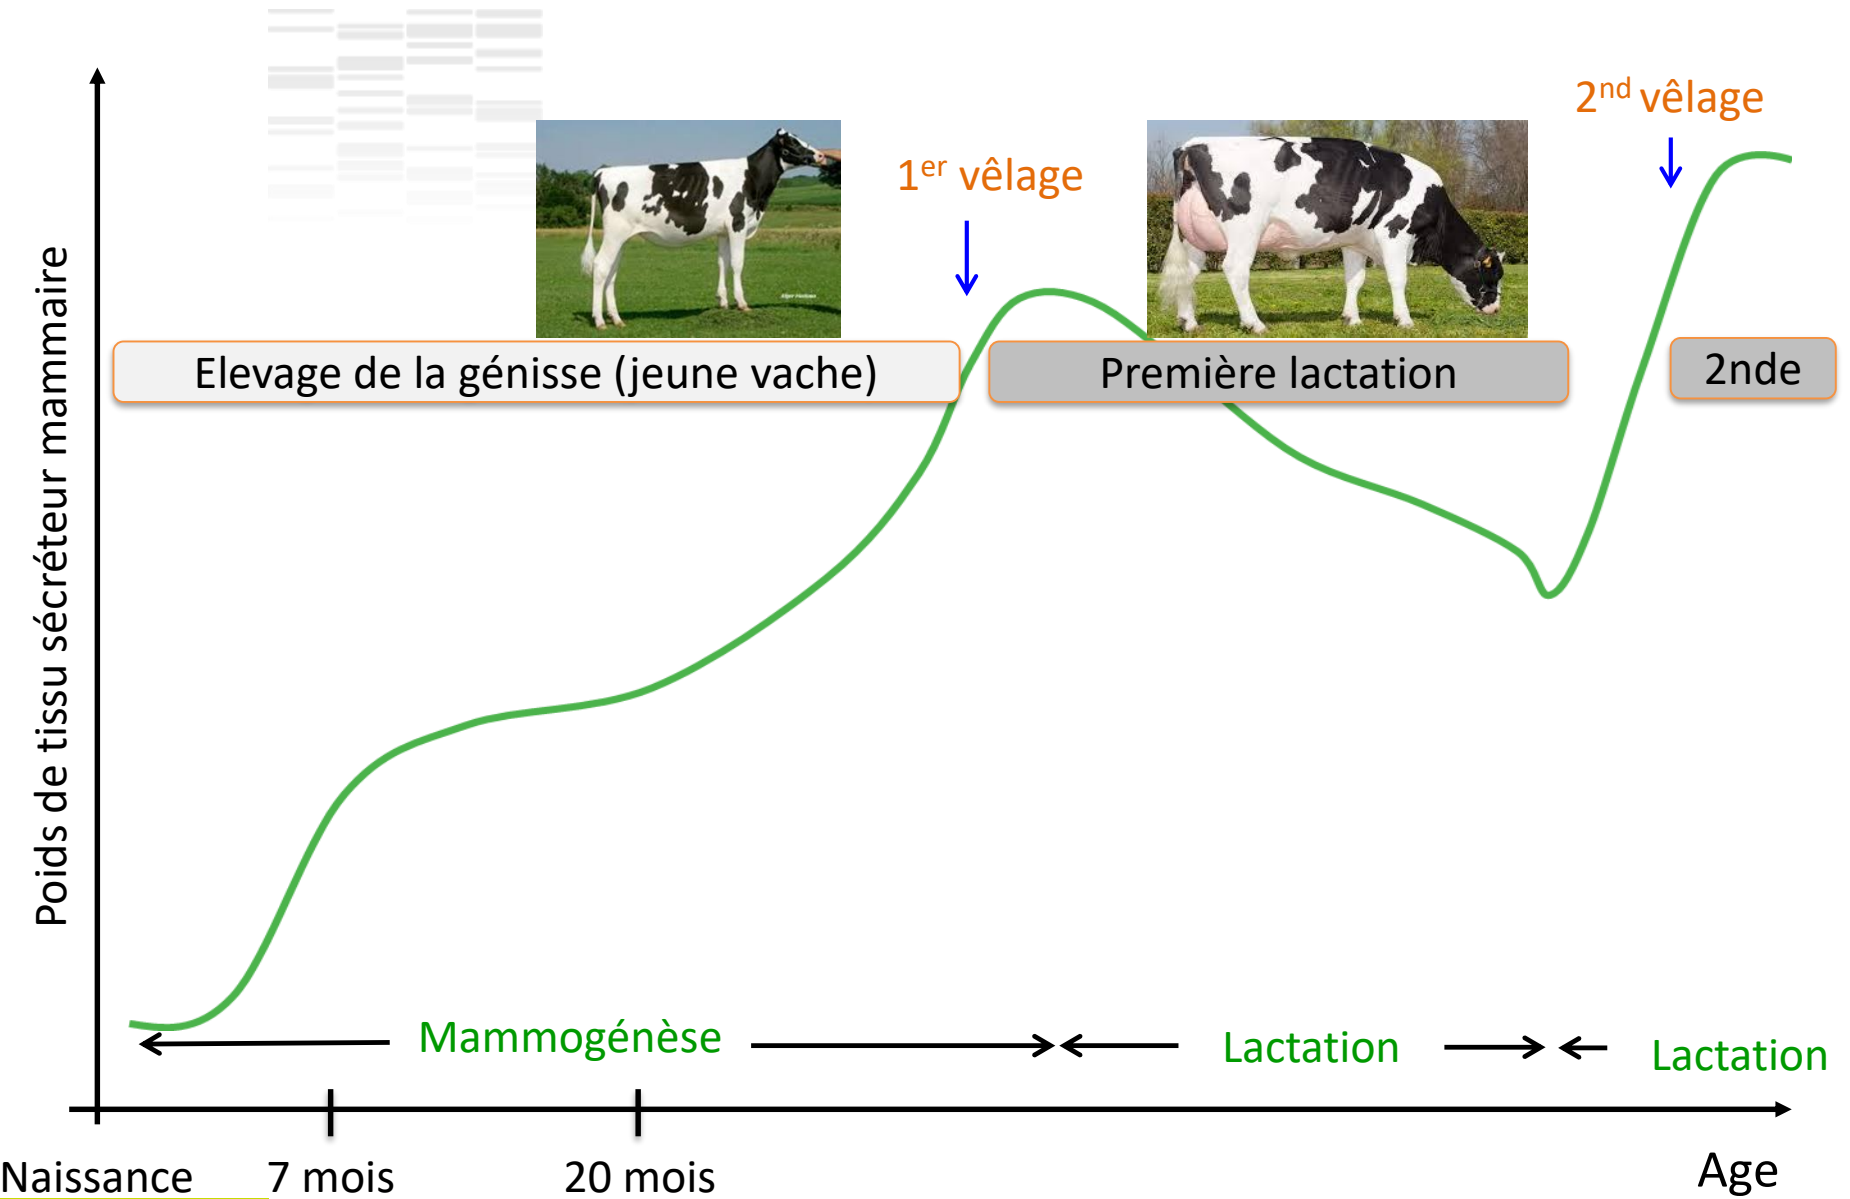 2nd vêlage
1er vêlage
Elevage de la génisse (jeune vache)
Première lactation
2nde
Poids de tissu sécréteur mammaire
Mammogénèse
Lactation
Lactation
Naissance
7 mois
20 mois
Age